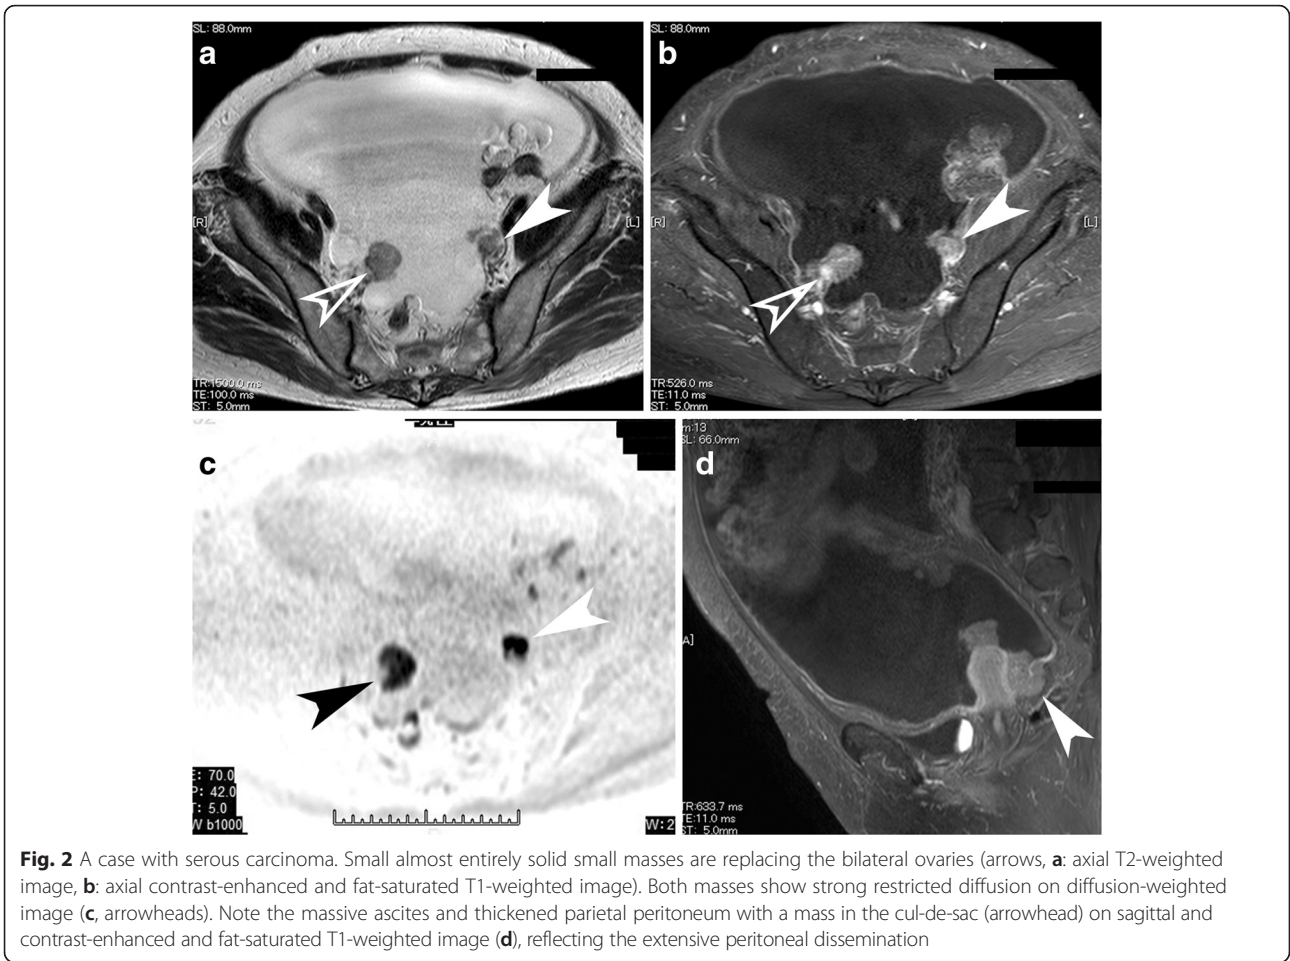 SL: 88.0mm
a
[R]
[L]
TR:1500.0 ms
TE:100.0 ms
ST: 5.0mm
SL: 88.0mm
b
[R]
[L]
TR:526.0 ms
TE:11.0 ms
ST: 5.0mm
c
E: 70.0
P: 42.0
T: 5.0
W b1000
W:2
m:13
SL: 66.0mm
d
A]
TR:633.7 ms
TE:11.0 ms
ST: 5.0mm
Fig. 2 A case with serous carcinoma. Small almost entirely solid small masses are replacing the bilateral ovaries (arrows, a: axial T2-weighted
image, b: axial contrast-enhanced and fat-saturated T1-weighted image). Both masses show strong restricted diffusion on diffusion-weighted
image (c, arrowheads). Note the massive ascites and thickened parietal peritoneum with a mass in the cul-de-sac (arrowhead) on sagittal and
contrast-enhanced and fat-saturated T1-weighted image (d), reflecting the extensive peritoneal dissemination